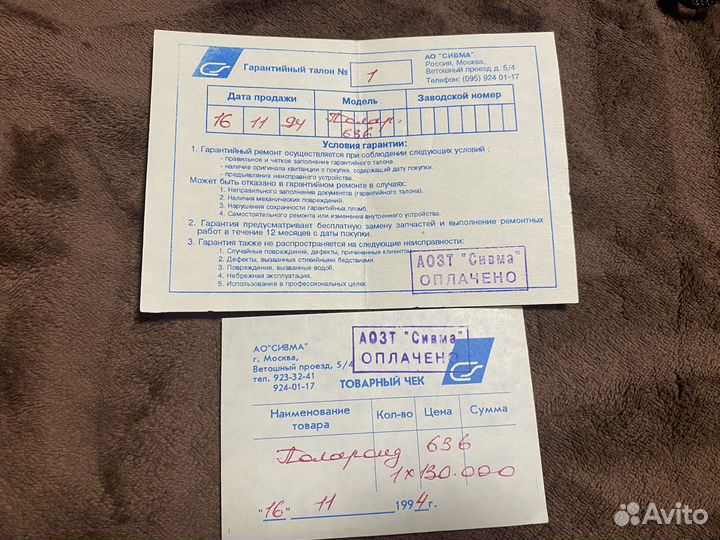 Гарантийный талон № 1
АО "СИВМА"
Россия, Москва,
Ветошный проезд д. 5/4
Телефон: (095) 924 01-17
Дата продажи Модель Заводской номер
16 11 94 Полар.
636
Условия гарантии:
1. Гарантийный ремонт осуществляется при соблюдении следующих условий :
- правильное и четкое заполнение гарантийного талона
- наличие оригинала квитанции о покупке, содержащей дату покупки.
- предъявление неисправного устройства.
Может быть отказано в гарантийном ремонте в случаях:
1. Неправильного заполнения документов (гарантийного талона).
2. Наличия механических повреждений.
3. Нарушения сохранности гарантийных пломб.
4. Самостоятельного ремонта или изменения внутреннего устройства.
2. Гарантия предусматривает бесплатную замену запчастей и выполнение ремонтных
работ в течение 12 месяцев с даты покупки.
3. Гарантия также не распространяется на следующие неисправности:
1. Случайные повреждения, дефекты, причиненные клиентом
2. Дефекты, вызванные стихийными бедствиями.
3. Повреждения, вызванные водой
4. Небрежная эксплуатация.
5. Использование в профессиональных целях
АОЗТ "Сивма"
ОПЛАЧЕНО
АО"СИВМА"
г. Москва,
Ветошный проезд, 5/4
тел. 923-32-41
924-01-17
АОЗТ "Сивма"
ОПЛАЧЕНО
ТОВАРНЫЙ ЧЕК
Наименование товара Кол-во Цена Сумма
Полароид 636
1×130.000
"16" 11 1994 г.
Avito